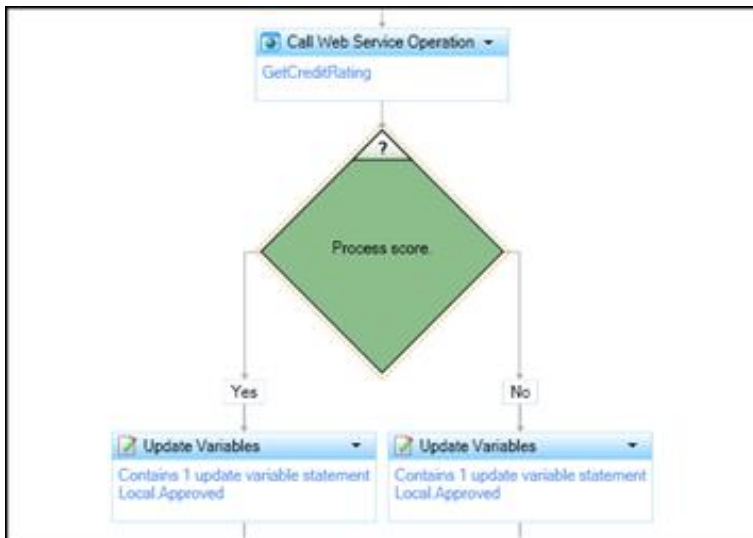 Call Web Service Operation
GetCreditRating
?
Process score.
Yes
No
Update Variables
Contains 1 update variable statement
Local.Approved
Update Variables
Contains 1 update variable statement
Local.Approved